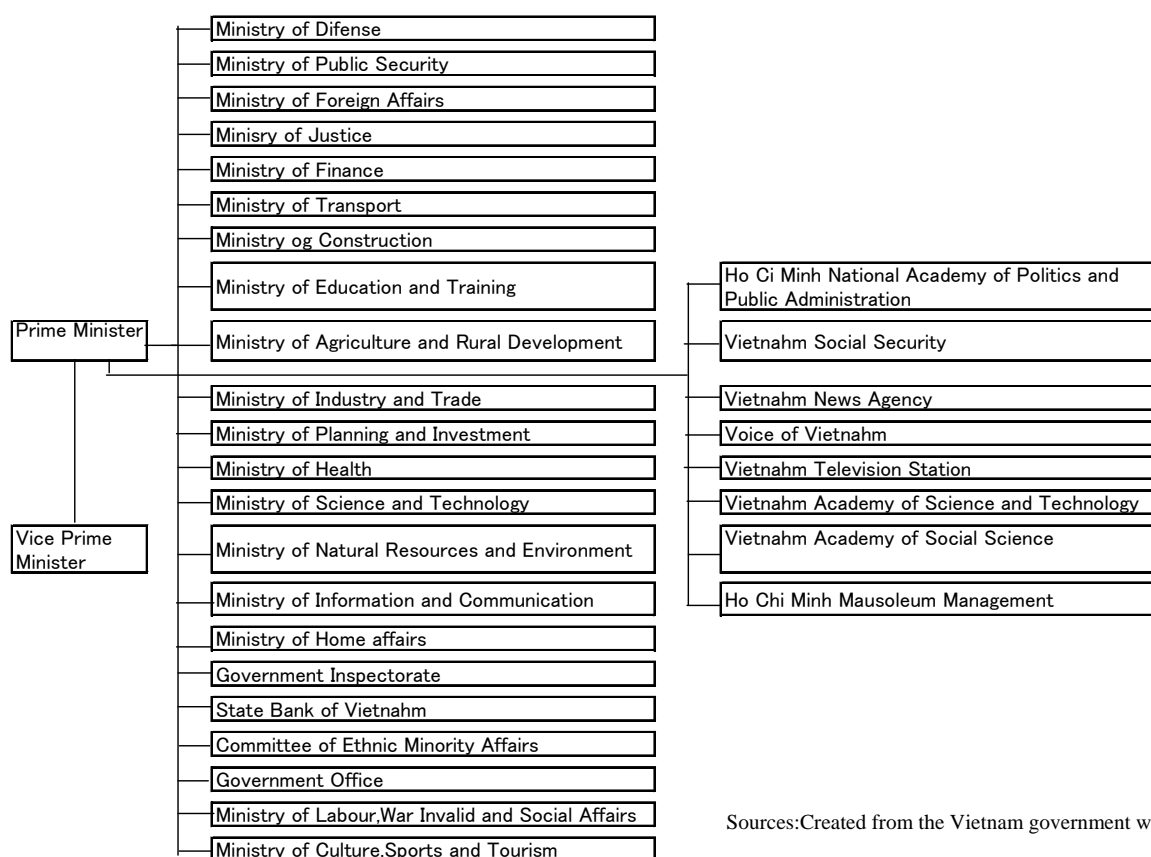 Ministry of Difense
Ministry of Public Security
Ministry of Foreign Affairs
Minisry of Justice
Ministry of Finance
Ministry of Transport
Ministry og Construction
Ministry of Education and Training
Prime Minister
Ministry of Agriculture and Rural Development
Ministry of Industry and Trade
Ministry of Planning and Investment
Ministry of Health
Ministry of Science and Technology
Vice Prime
Minister
Ministry of Natural Resources and Environment
Ministry of Information and Communication
Ministry of Home affairs
Government Inspectorate
State Bank of Vietnahm
Committee of Ethnic Minority Affairs
Government Office
Ministry of Labour,War Invalid and Social Affairs
Ministry of Culture,Sports and Tourism
Ho Ci Minh National Academy of Politics and
Public Administration
Vietnahm Social Security
Vietnahm News Agency
Voice of Vietnahm
Vietnahm Television Station
Vietnahm Academy of Science and Technology
Vietnahm Academy of Social Science
Ho Chi Minh Mausoleum Management
Sources:Created from the Vietnam government